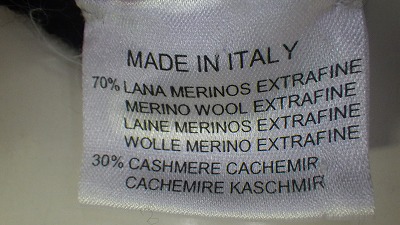 MADE IN ITALY
70% LANA MERINOS EXTRAFINE
MERINO WOOL EXTRAFINE
LAINE MERINOS EXTRAFINE
WOLLE MERINO EXTRAFINE
30% CASHMERE CACHEMIR
CACHEMIRE KASCHMIR